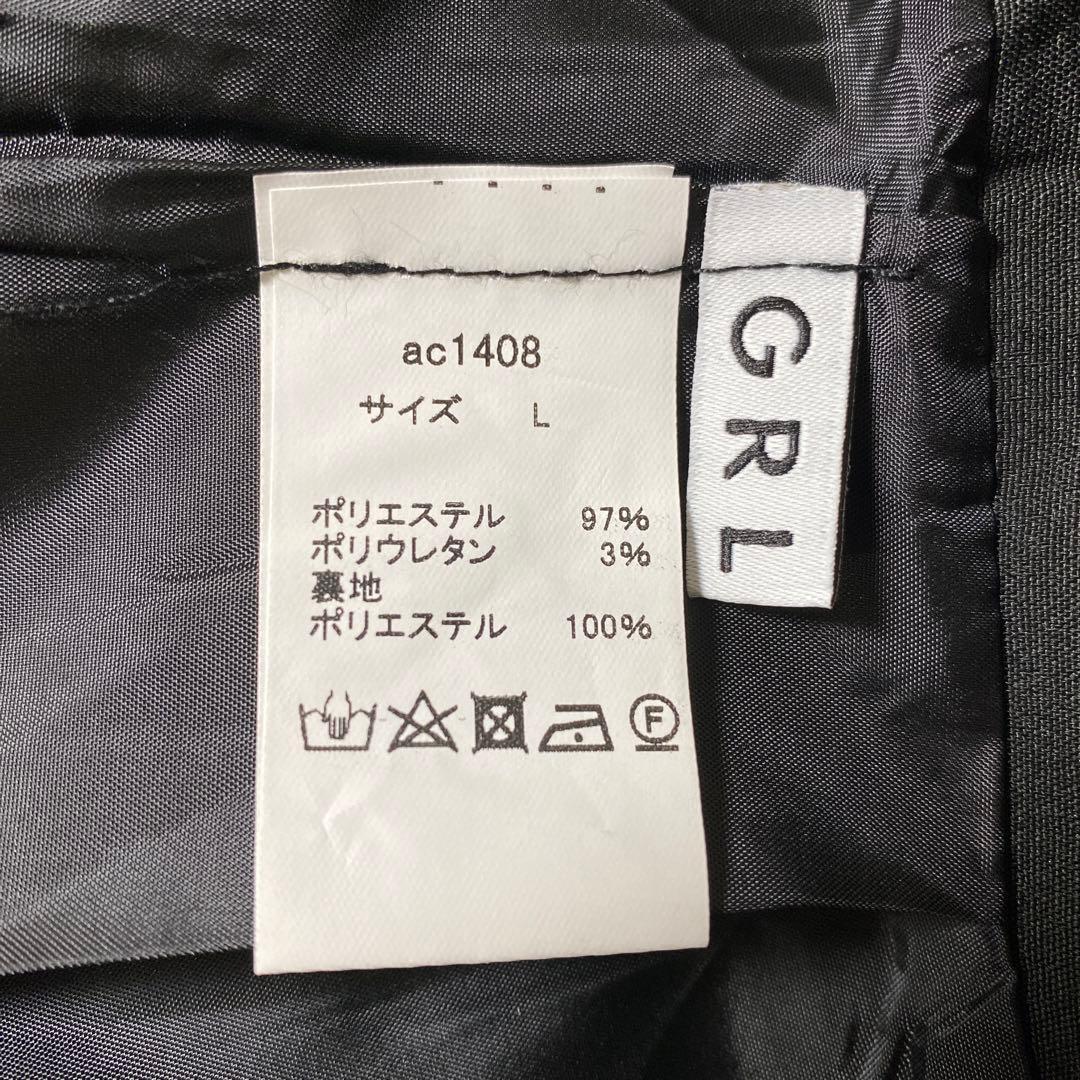 ac1408
サイズ L
ポリエステル 97%
ポリウレタン 3%
裏地
ポリエステル 100%
F
GRL